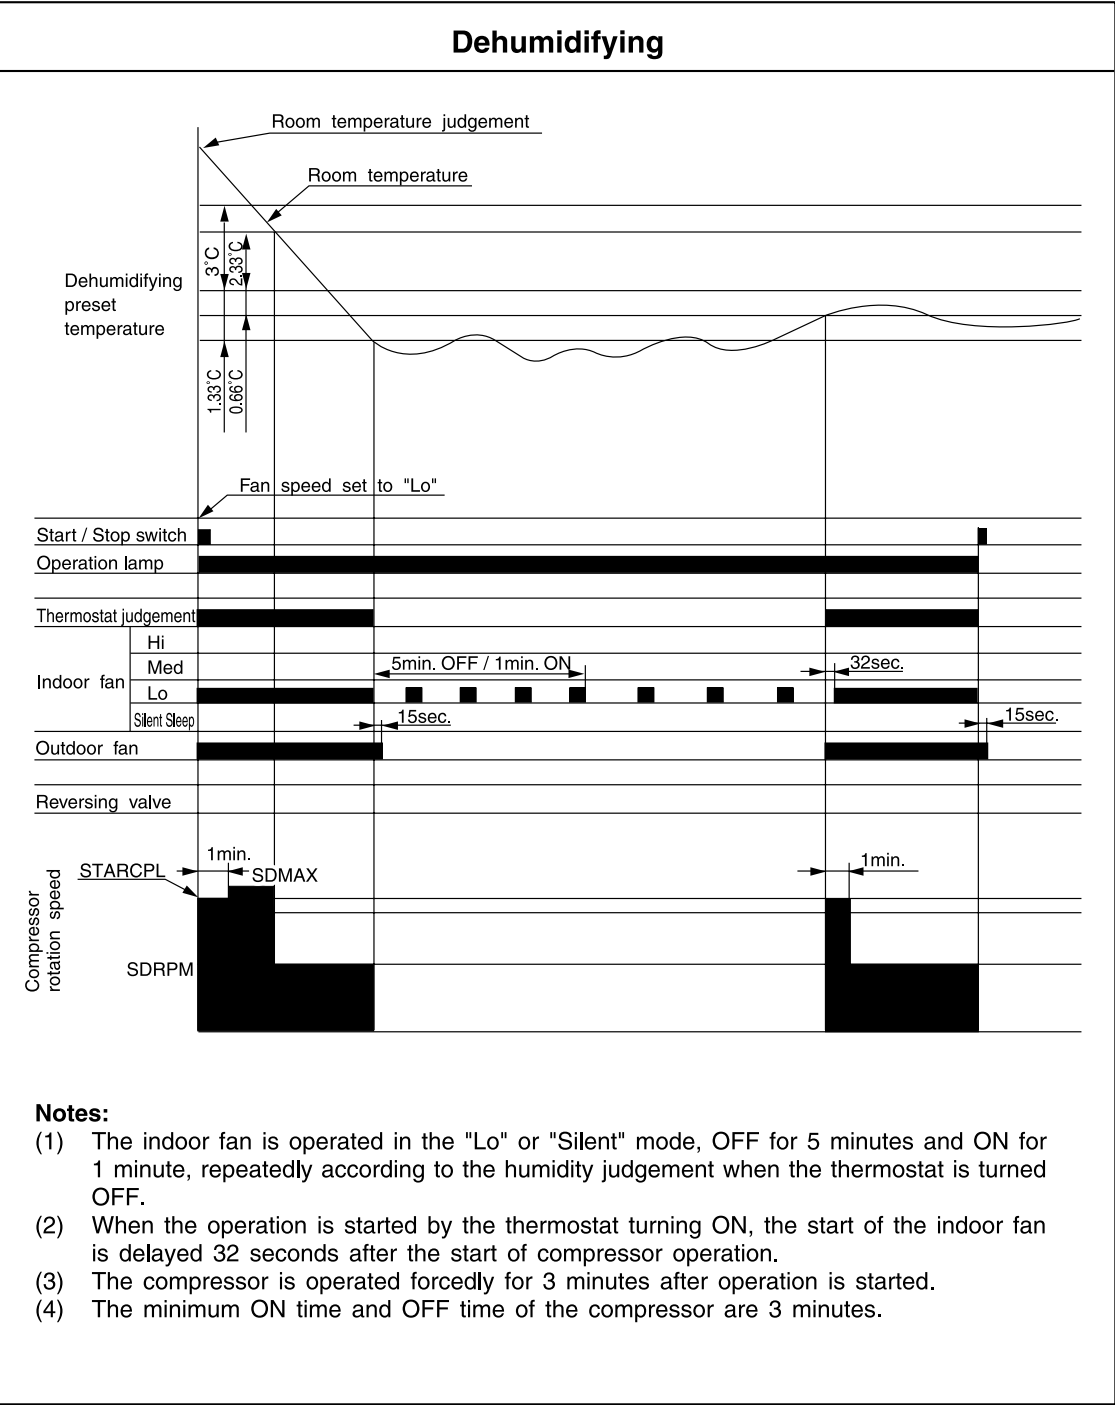 Dehumidifying
Room temperature judgement
Room temperature
3˚C
2.33˚C
Dehumidifying
preset
temperature
1.33˚C
0.66˚C
Fan speed set to "Lo"
Start / Stop switch
Operation lamp
Thermostat judgement
Indoor fan
Hi
Med
5min. OFF / 1min. ON
32sec.
Lo
Silent Sleep
15sec.
15sec.
Outdoor fan
Reversing valve
Compressor
rotation speed
1min.
STARCPL
SDMAX
1min.
SDRPM
Notes:
(1) The indoor fan is operated in the "Lo" or "Silent" mode, OFF for 5 minutes and ON for
1 minute, repeatedly according to the humidity judgement when the thermostat is turned
OFF.
(2) When the operation is started by the thermostat turning ON, the start of the indoor fan
is delayed 32 seconds after the start of compressor operation.
(3) The compressor is operated forcedly for 3 minutes after operation is started.
(4) The minimum ON time and OFF time of the compressor are 3 minutes.